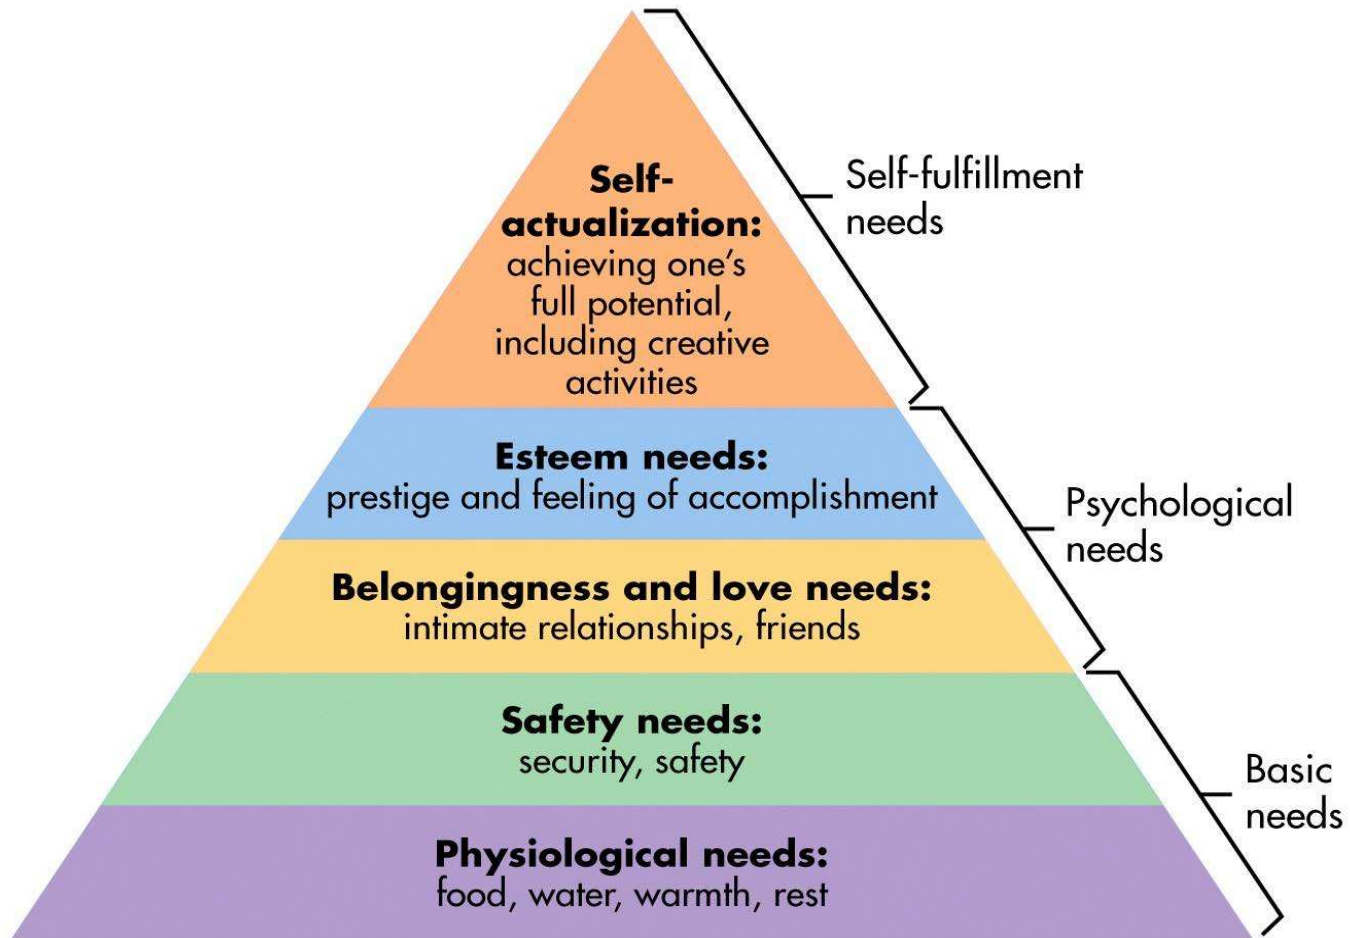 Self-
actualization:
achieving one's
full potential,
including creative
activities
Self-fulfillment
needs
Esteem needs:
prestige and feeling of accomplishment
Belongingness and love needs:
intimate relationships, friends
Psychological
needs
Safety needs:
security, safety
Physiological needs:
food, water, warmth, rest
Basic
needs